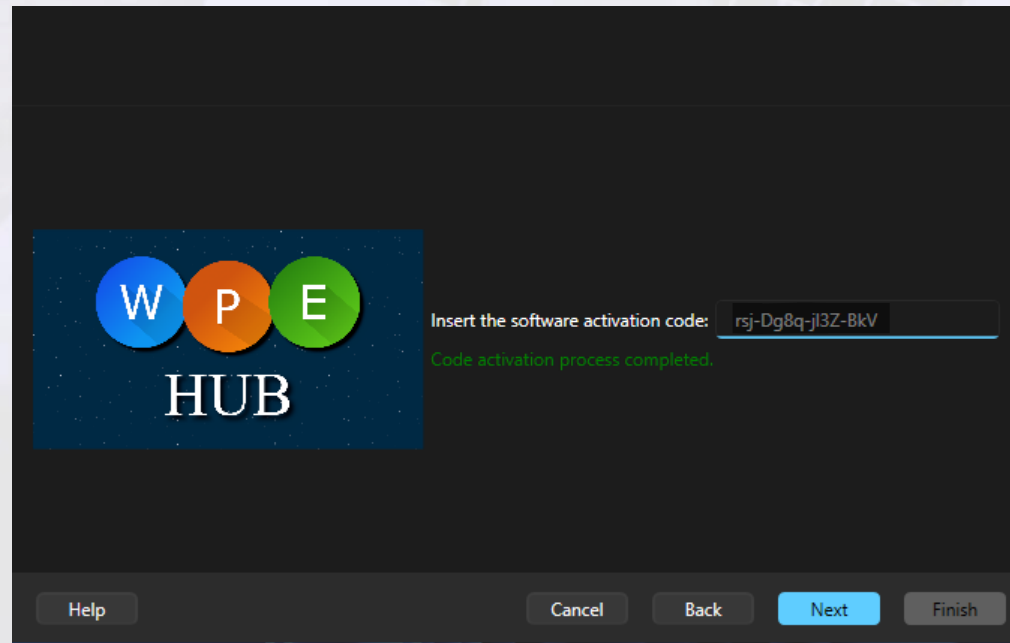 W P E
HUB
Insert the software activation code: rsj-Dg8q-jl3Z-BkV
Code activation process completed.
Help Cancel Back Next Finish